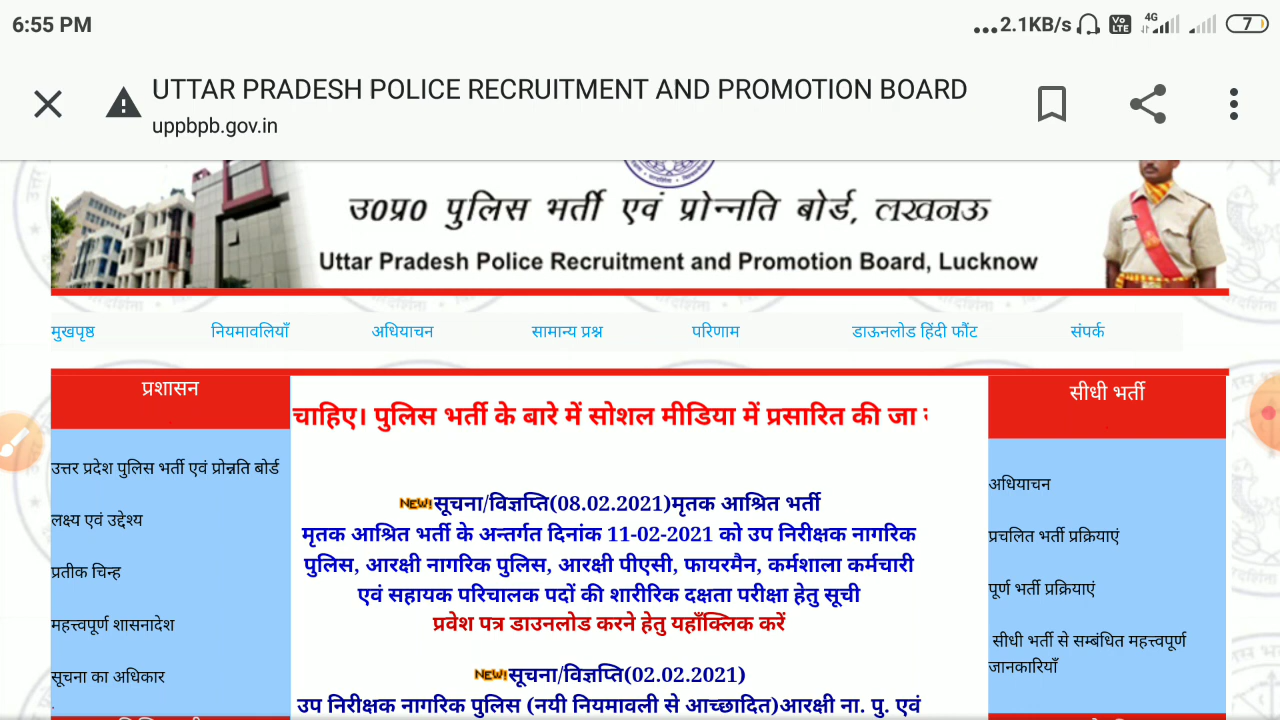 6:55 PM
...2.1KB/s Vo LTE 4G 7
UTTAR PRADESH POLICE RECRUITMENT AND PROMOTION BOARD
uppbpb.gov.in
उ0प्र0 पुलिस भर्ती एवं प्रोन्नति बोर्ड, लखनऊ
Uttar Pradesh Police Recruitment and Promotion Board, Lucknow
मुखपृष्ठ नियमावलियाँ अधियाचन सामान्य प्रश्न परिणाम डाऊनलोड हिंदी फौंट संपर्क
प्रशासन
उत्तर प्रदेश पुलिस भर्ती एवं प्रोन्नति बोर्ड
लक्ष्य एवं उद्देश्य
प्रतीक चिन्ह
महत्त्वपूर्ण शासनादेश
सूचना का अधिकार
चाहिए। पुलिस भर्ती के बारे में सोशल मीडिया में प्रसारित की जा
NEW! सूचना/विज्ञप्ति(08.02.2021)मृतक आश्रित भर्ती
मृतक आश्रित भर्ती के अन्तर्गत दिनांक 11-02-2021 को उप निरीक्षक नागरिक
पुलिस, आरक्षी नागरिक पुलिस, आरक्षी पीएसी, फायरमैन, कर्मशाला कर्मचारी
एवं सहायक परिचालक पदों की शारीरिक दक्षता परीक्षा हेतु सूची
प्रवेश पत्र डाउनलोड करने हेतु यहाँक्लिक करें
NEW! सूचना/विज्ञप्ति(02.02.2021)
उप निरीक्षक नागरिक पुलिस (नयी नियमावली से आच्छादित)आरक्षी ना. पु. एवं
सीधी भर्ती
अधियाचन
प्रचलित भर्ती प्रक्रियाएं
पूर्ण भर्ती प्रक्रियाएं
सीधी भर्ती से सम्बंधित महत्त्वपूर्ण
जानकारियाँ